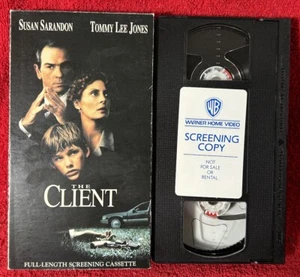 SUSAN SARANDON
TOMMY LEE JONES
THE
CLIENT
FULL-LENGTH SCREENING CASSETTE
WB
WARNER HOME VIDEO
SCREENING
COPY
NOT
FOR SALE
OR
RENTAL